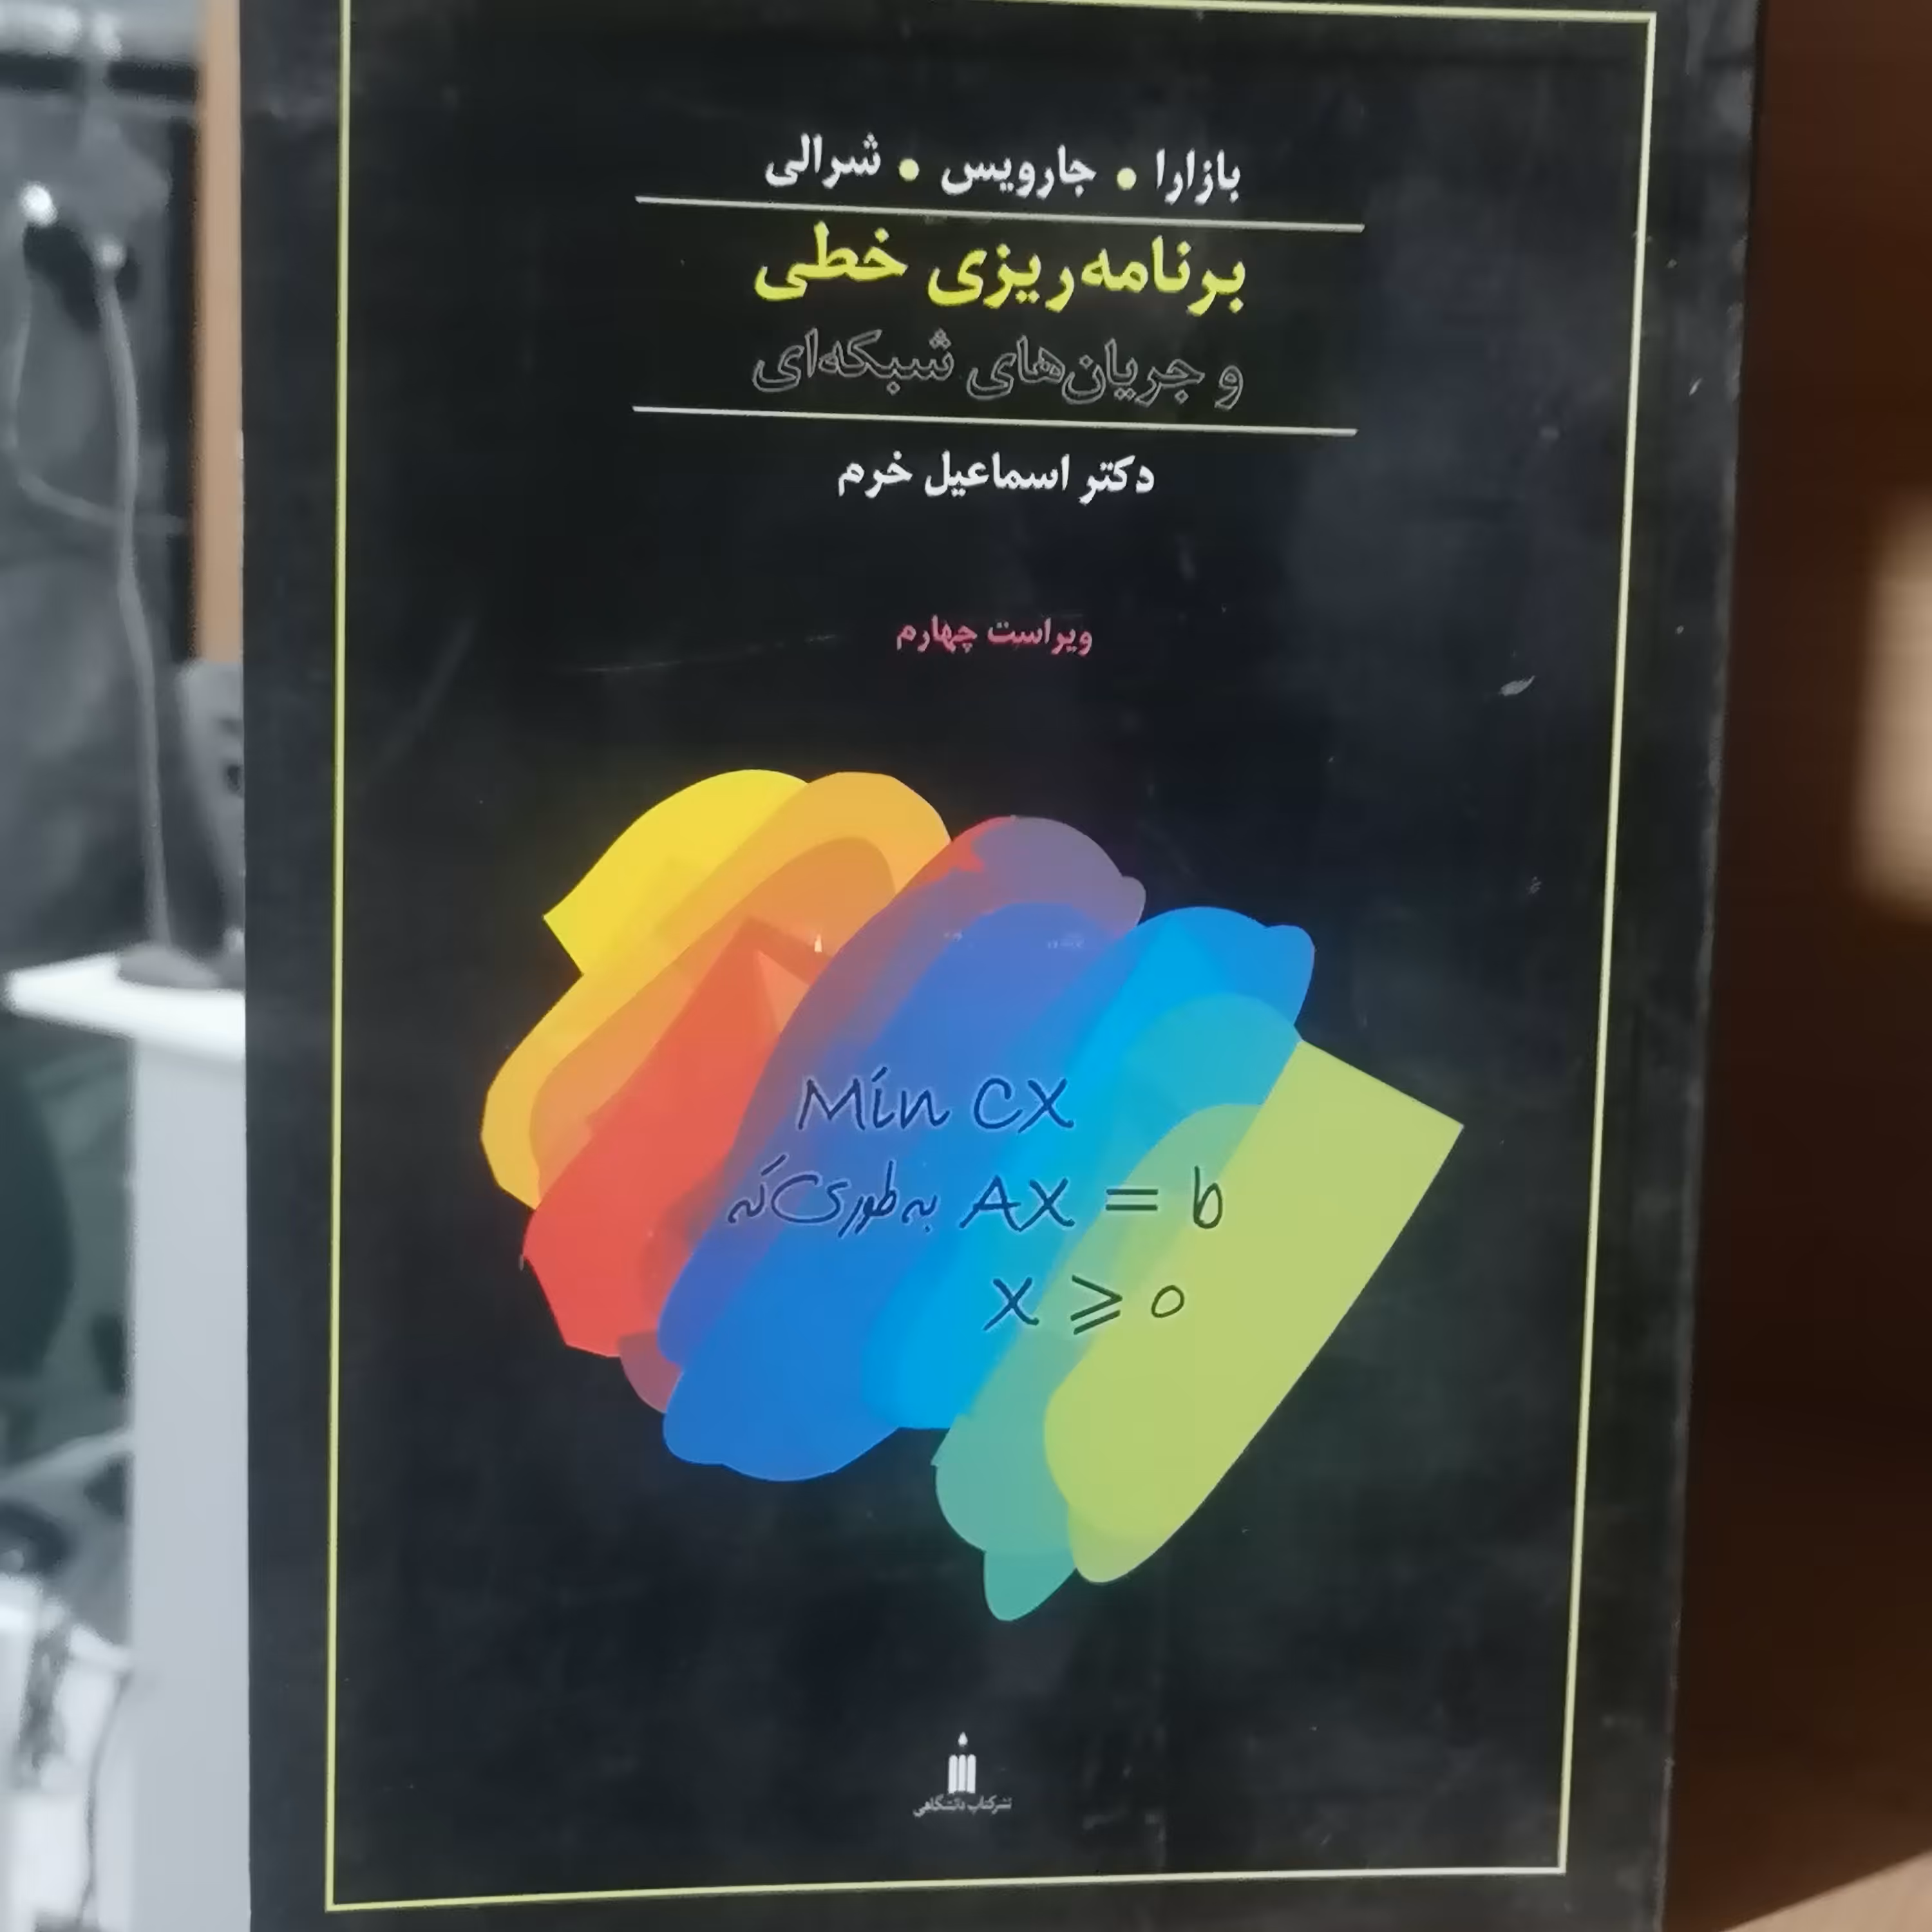 بازارا • جارویس • شرالی
برنامه‌ریزی خطی
و جریان‌های شبکه‌ای
دکتر اسماعیل خرم
ویراست چهارم
Min CX
به طوری که AX = b
X ⩾ 0
نشر کتاب دانشگاهی